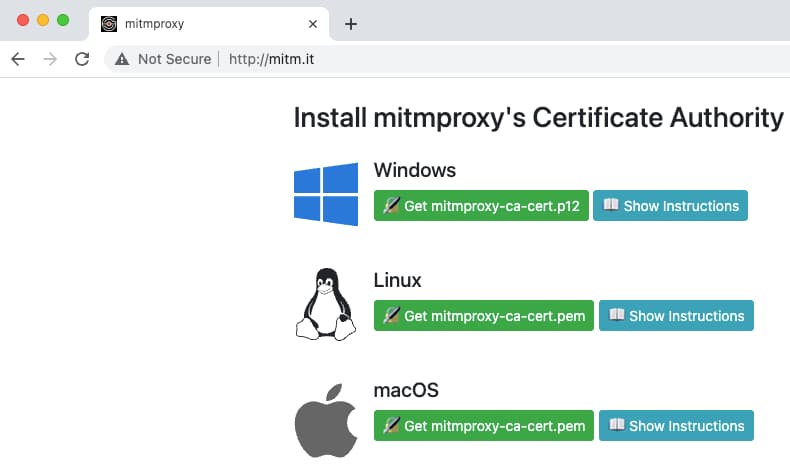 mitmproxy
Not Secure | http://mitm.it
Install mitmproxy's Certificate Authority
Windows
Get mitmproxy-ca-cert.p12 Show Instructions
Linux
Get mitmproxy-ca-cert.pem Show Instructions
macOS
Get mitmproxy-ca-cert.pem Show Instructions